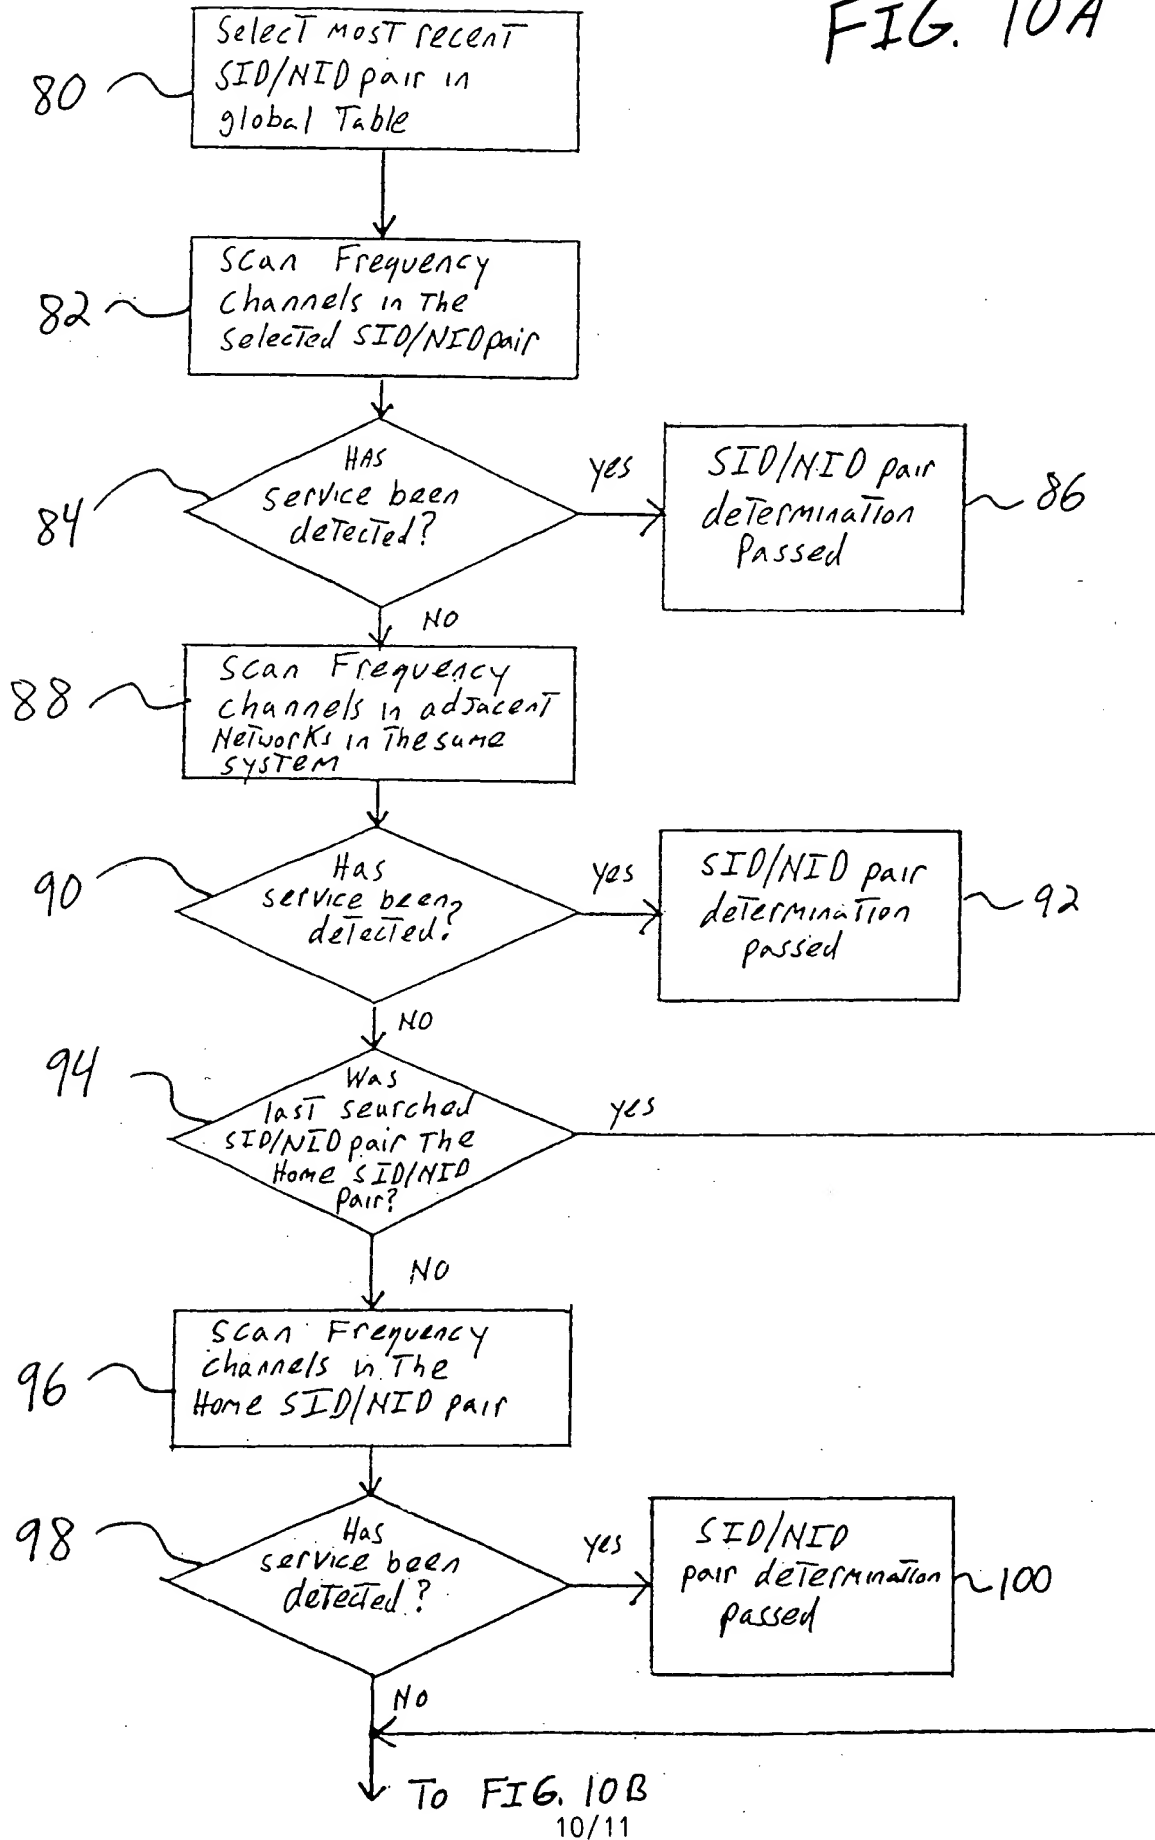 FIG. 10A
Select most recent
SID/NID pair in
global Table
80
Scan Frequency
Channels in The
Selected SID/NID pair
82
HAS
service been
detected?
84
yes
SID/NID pair
determination
Passed
86
NO
Scan Frequency
channels in adjacent
Networks in The same
system
88
Has
service been
detected?
90
yes
SID/NID pair
determination
passed
92
NO
Was
last searched
SID/NID pair The
Home SID/NID
Pair?
94
yes
NO
Scan Frequency
channels in The
Home SID/NID pair
96
Has
service been
detected?
98
yes
SID/NID
pair determination
passed
100
NO
To FIG. 10B
10/11